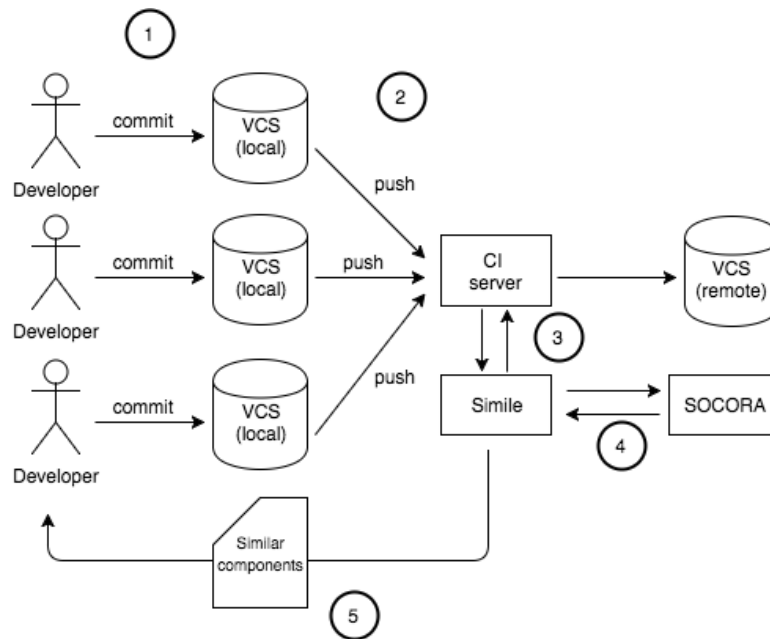 1
2
commit
VCS
(local)
Developer
push
commit
VCS
(local)
push
CI
server
VCS
(remote)
Developer
3
push
commit
VCS
(local)
Simile
SOCORA
4
Developer
Similar
components
5